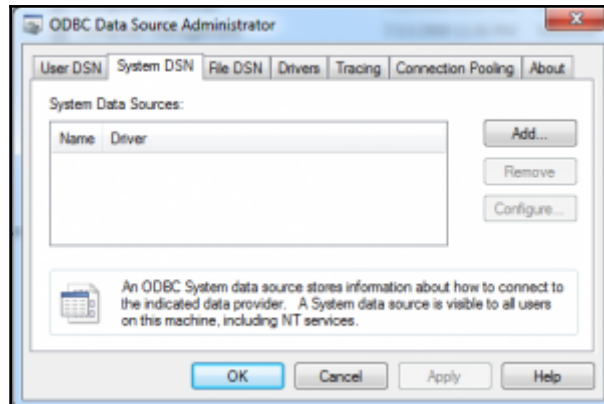 ODBC Data Source Administrator
User DSN System DSN File DSN Drivers Tracing Connection Pooling About
System Data Sources:
Name Driver
Add...
Remove
Configure...
An ODBC System data source stores information about how to connect to
the indicated data provider. A System data source is visible to all users
on this machine, including NT services.
OK Cancel Apply Help